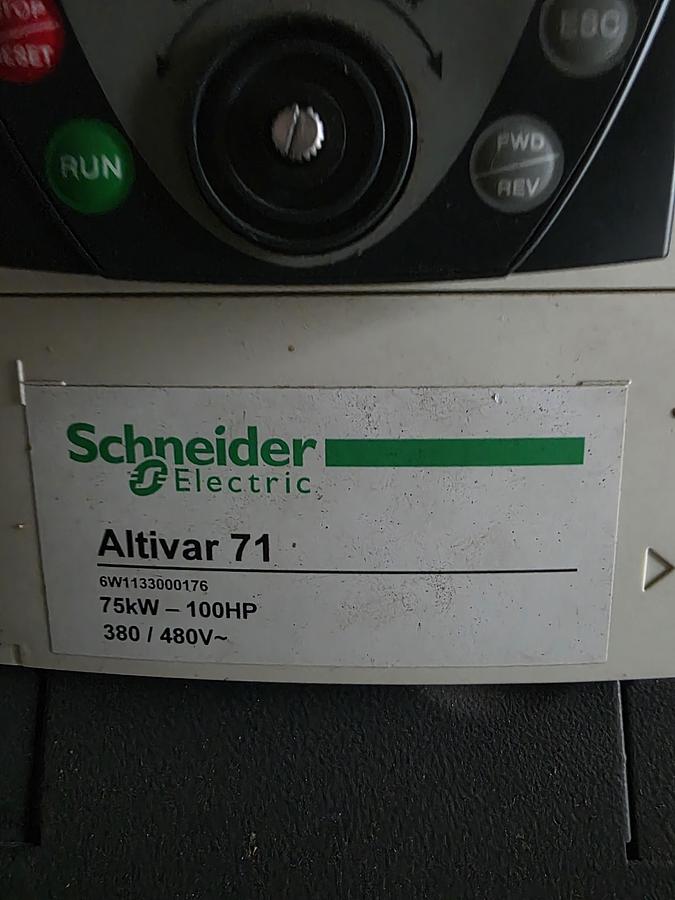 STOP
RESET
ESC
RUN
FWD
REV
Schneider
Electric
Altivar 71
6W1133000176
75kW – 100HP
380 / 480V~